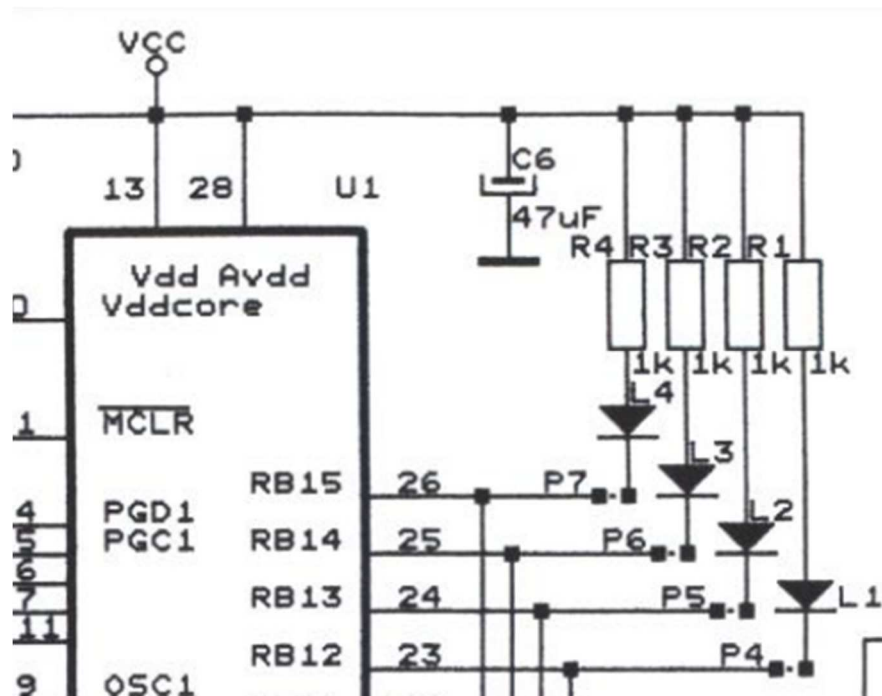 VCC
C6
13 28 U1
47uF
R4 R3 R2 R1
Vdd Avdd
Vddcore
1k 1k 1k 1k
L4
1
MCLR
L3
RB15 26 P7
4 PGD1
L2
5 PGC1 RB14 25 P6
6
7 RB13 24 P5 L1
11
RB12 23 P4
9 OSC1